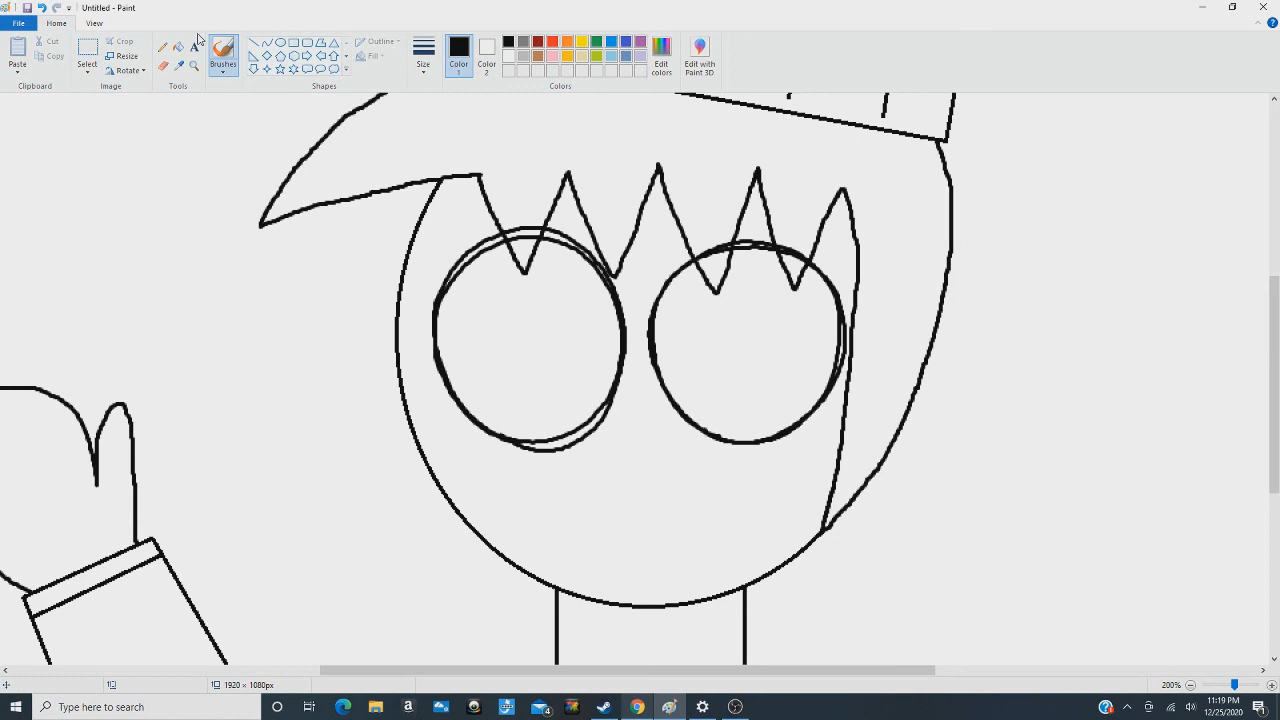 Untitled - Paint
File Home View
Paste
Cut
Copy
Clipboard
Select
Crop
Resize
Rotate
Image
A
Tools
Brushes
Outline
Fill
Shapes
Size
Color 1
Color 2
Edit colors
Edit with Paint 3D
Colors
1920 × 1080px
200%
Type here to search
4
11:19 PM
12/25/2020
1